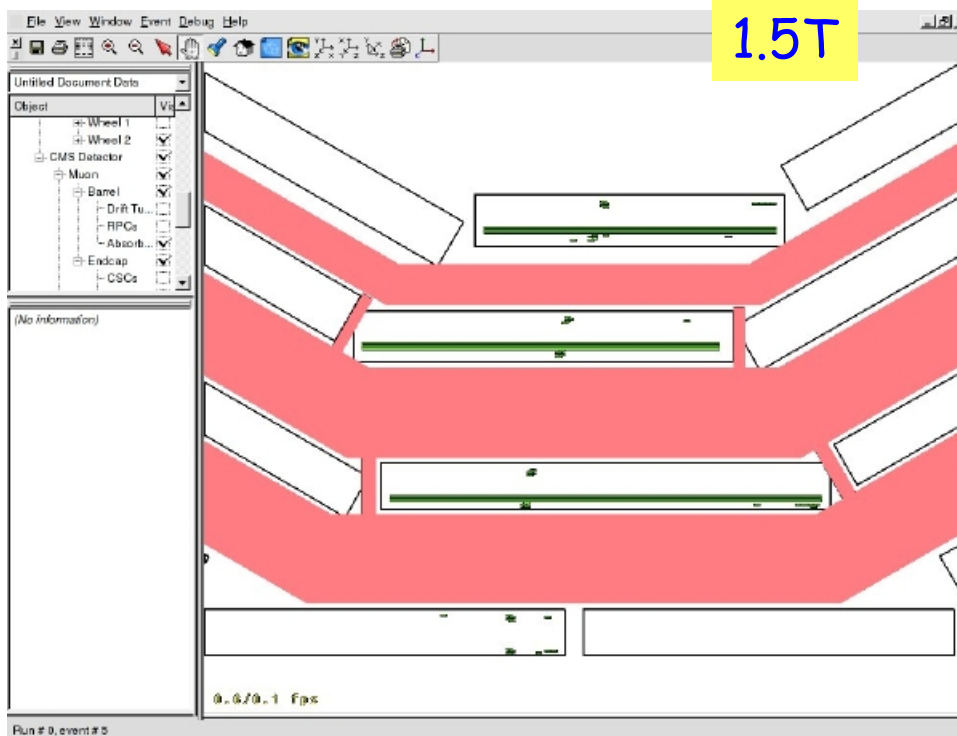 File View Window Event Debug Help
1.5T
Untitled Document Data
Object Vis
Wheel 1
Wheel 2
CMS Detector
Muon
Barrel
Drift Tu...
RPCs
Absorb...
Endcap
CSCs
(No information)
0.6/0.1 fps
Run # 0, event # 5